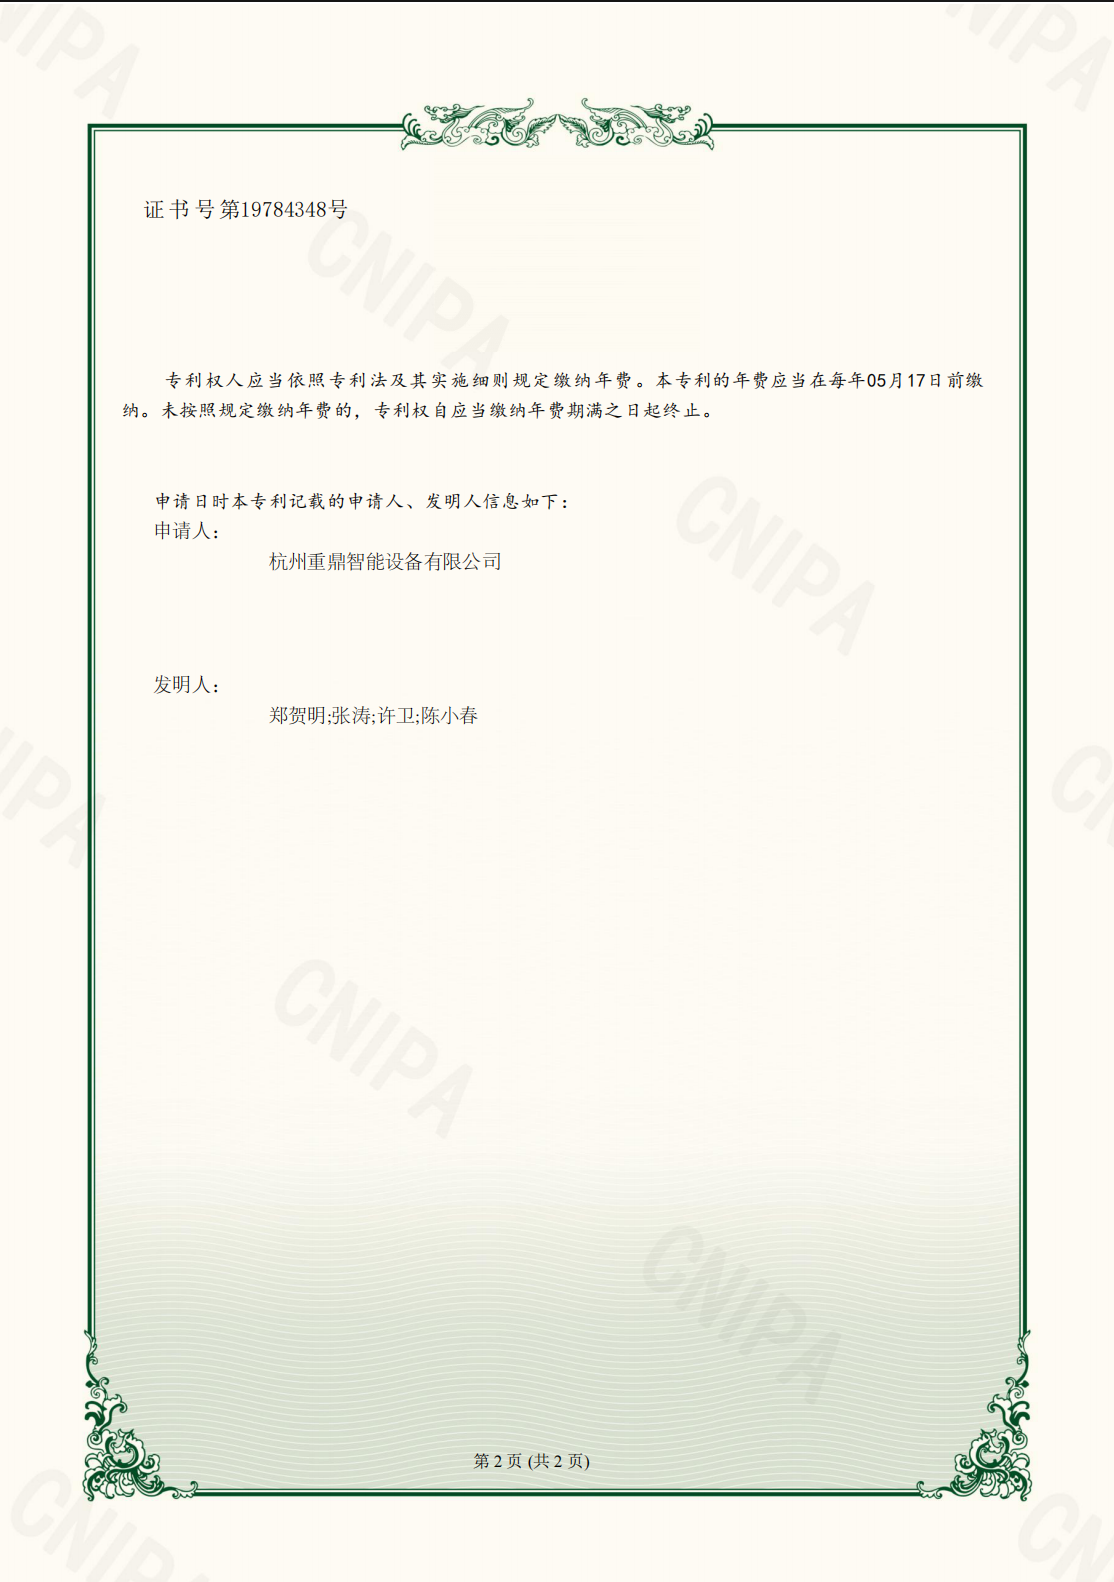 证书号第19784348号
专利权人应当依照专利法及其实施细则规定缴纳年费。本专利的年费应当在每年05月17日前缴
纳。未按照规定缴纳年费的，专利权自应当缴纳年费期满之日起终止。
申请日时本专利记载的申请人、发明人信息如下：
申请人：
杭州重鼎智能设备有限公司
发明人：
郑贺明;张涛;许卫;陈小春
第 2 页 (共 2 页)
CNIPA
CNIPA
CNIPA
CNIPA
CNIPA
CNIPA